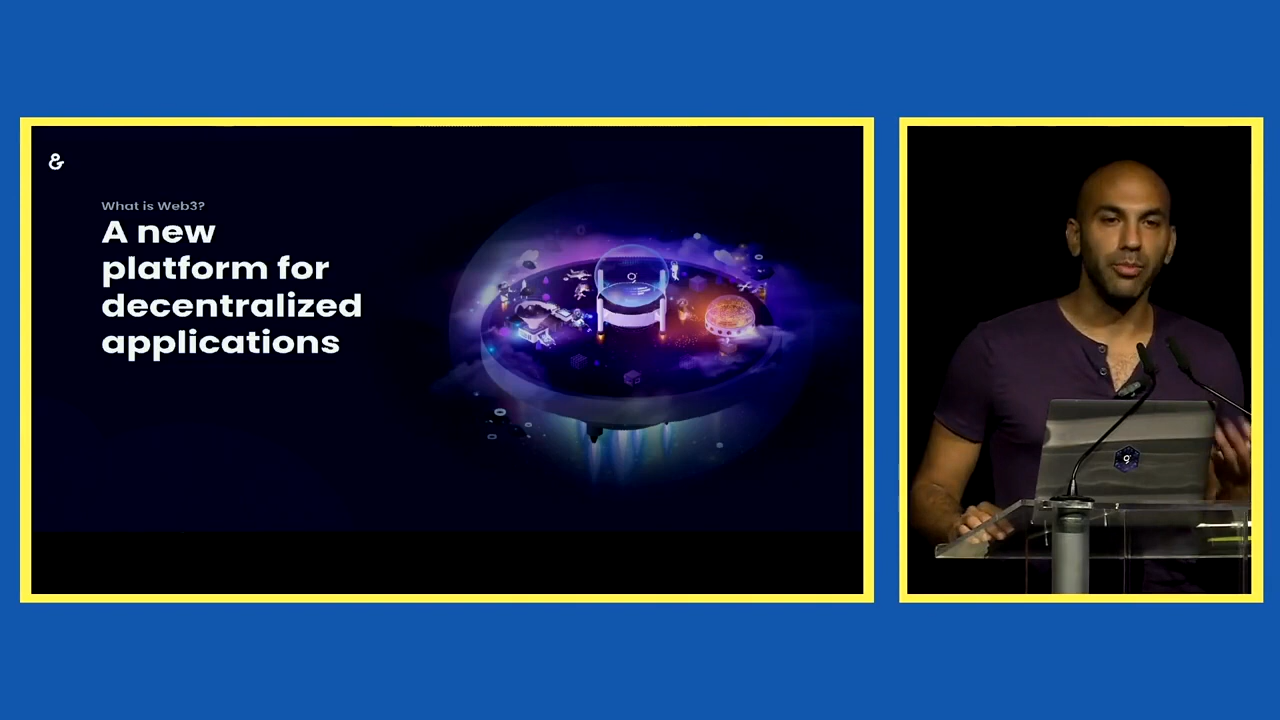 &
What is Web3?
A new
platform for
decentralized
applications